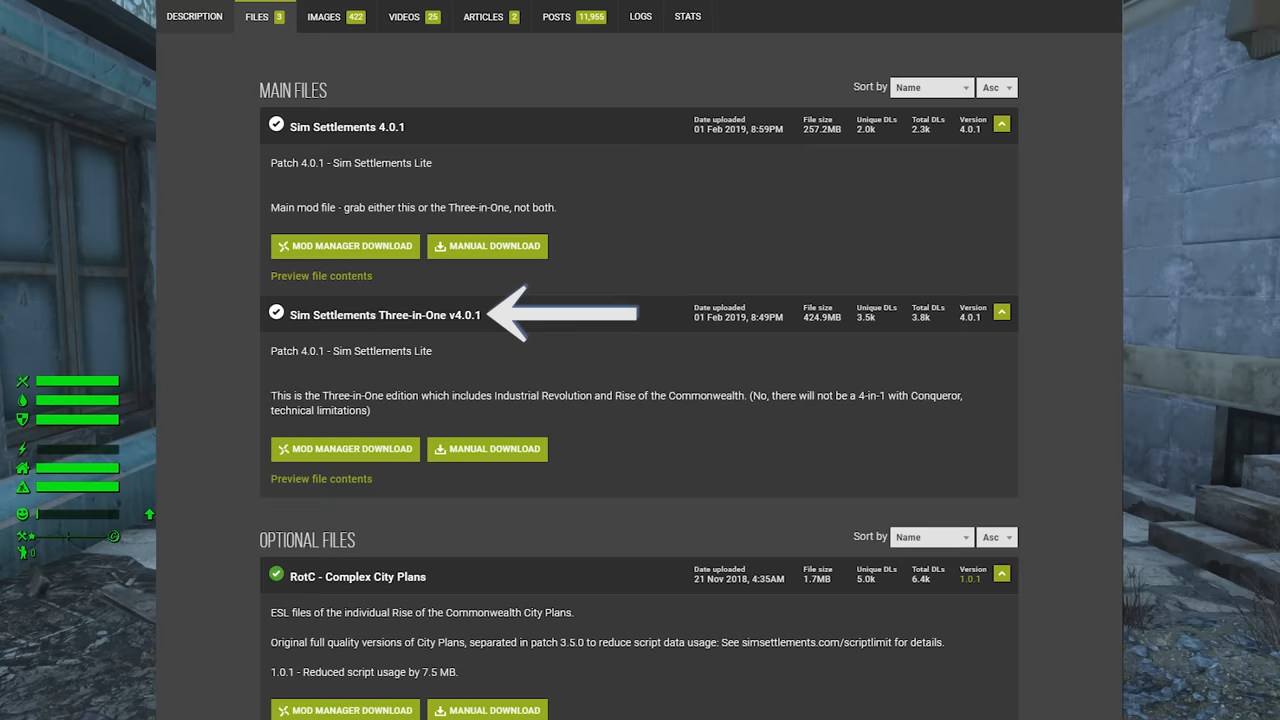 DESCRIPTION FILES 3 IMAGES 422 VIDEOS 25 ARTICLES 2 POSTS 11,955 LOGS STATS
MAIN FILES
Sort by Name Asc
Sim Settlements 4.0.1
Date uploaded File size Unique DLs Total DLs Version
01 Feb 2019, 8:59PM 257.2MB 2.0k 2.3k 4.0.1
Patch 4.0.1 - Sim Settlements Lite
Main mod file - grab either this or the Three-in-One, not both.
MOD MANAGER DOWNLOAD MANUAL DOWNLOAD
Preview file contents
Sim Settlements Three-in-One v4.0.1
Date uploaded File size Unique DLs Total DLs Version
01 Feb 2019, 8:49PM 424.9MB 3.5k 3.8k 4.0.1
Patch 4.0.1 - Sim Settlements Lite
This is the Three-in-One edition which includes Industrial Revolution and Rise of the Commonwealth. (No, there will not be a 4-in-1 with Conqueror,
technical limitations)
MOD MANAGER DOWNLOAD MANUAL DOWNLOAD
Preview file contents
OPTIONAL FILES
Sort by Name Asc
RotC - Complex City Plans
Date uploaded File size Unique DLs Total DLs Version
21 Nov 2018, 4:35AM 1.7MB 5.0k 6.4k 1.0.1
ESL files of the individual Rise of the Commonwealth City Plans.
Original full quality versions of City Plans, separated in patch 3.5.0 to reduce script data usage: See simsettlements.com/scriptlimit for details.
1.0.1 - Reduced script usage by 7.5 MB.
MOD MANAGER DOWNLOAD MANUAL DOWNLOAD
0